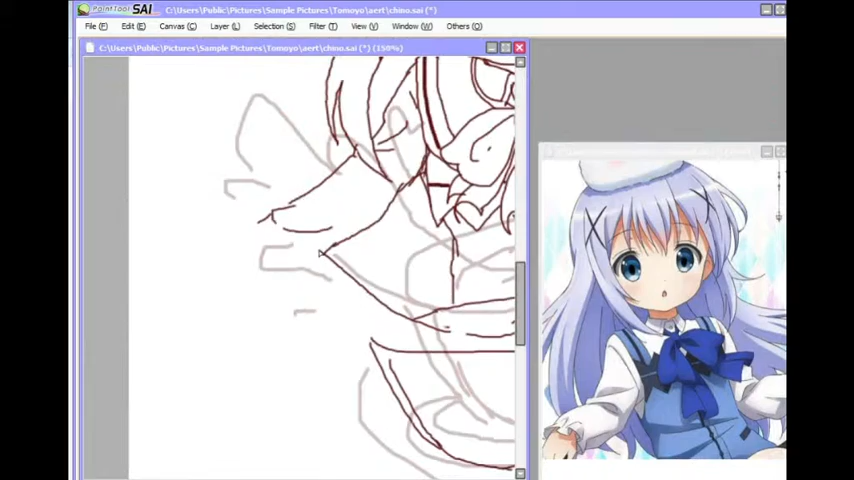 PaintTool SAI C:\Users\Public\Pictures\Sample Pictures\Tomoyo\aert\chino.sai (*)
File (F) Edit (E) Canvas (C) Layer (L) Selection (S) Filter (T) View (V) Window (W) Others (O)
C:\Users\Public\Pictures\Sample Pictures\Tomoyo\aert\chino.sai (*) (150%)